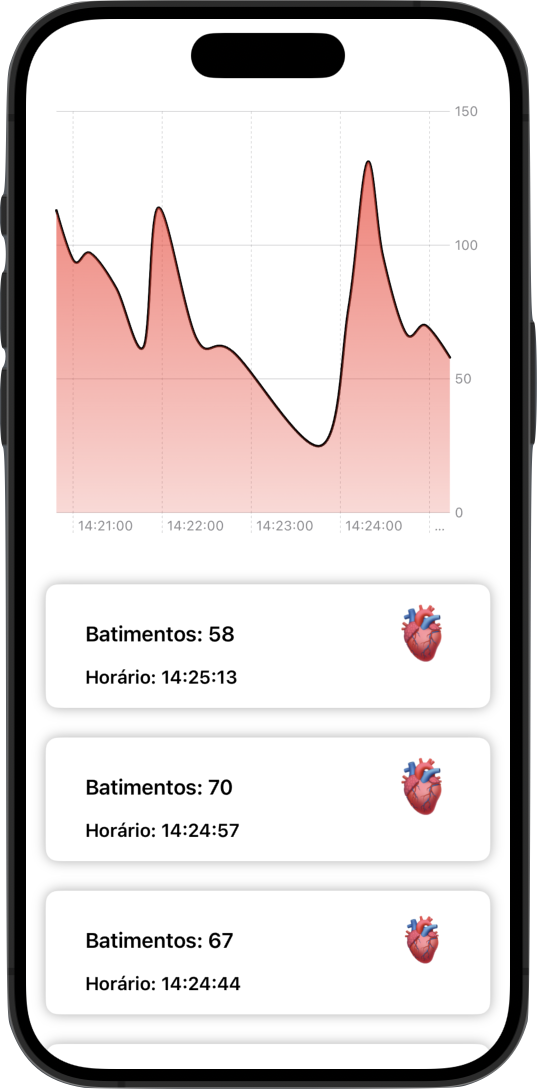 150
100
50
0
14:21:00
14:22:00
14:23:00
14:24:00
...
Batimentos: 58
Horário: 14:25:13
Batimentos: 70
Horário: 14:24:57
Batimentos: 67
Horário: 14:24:44